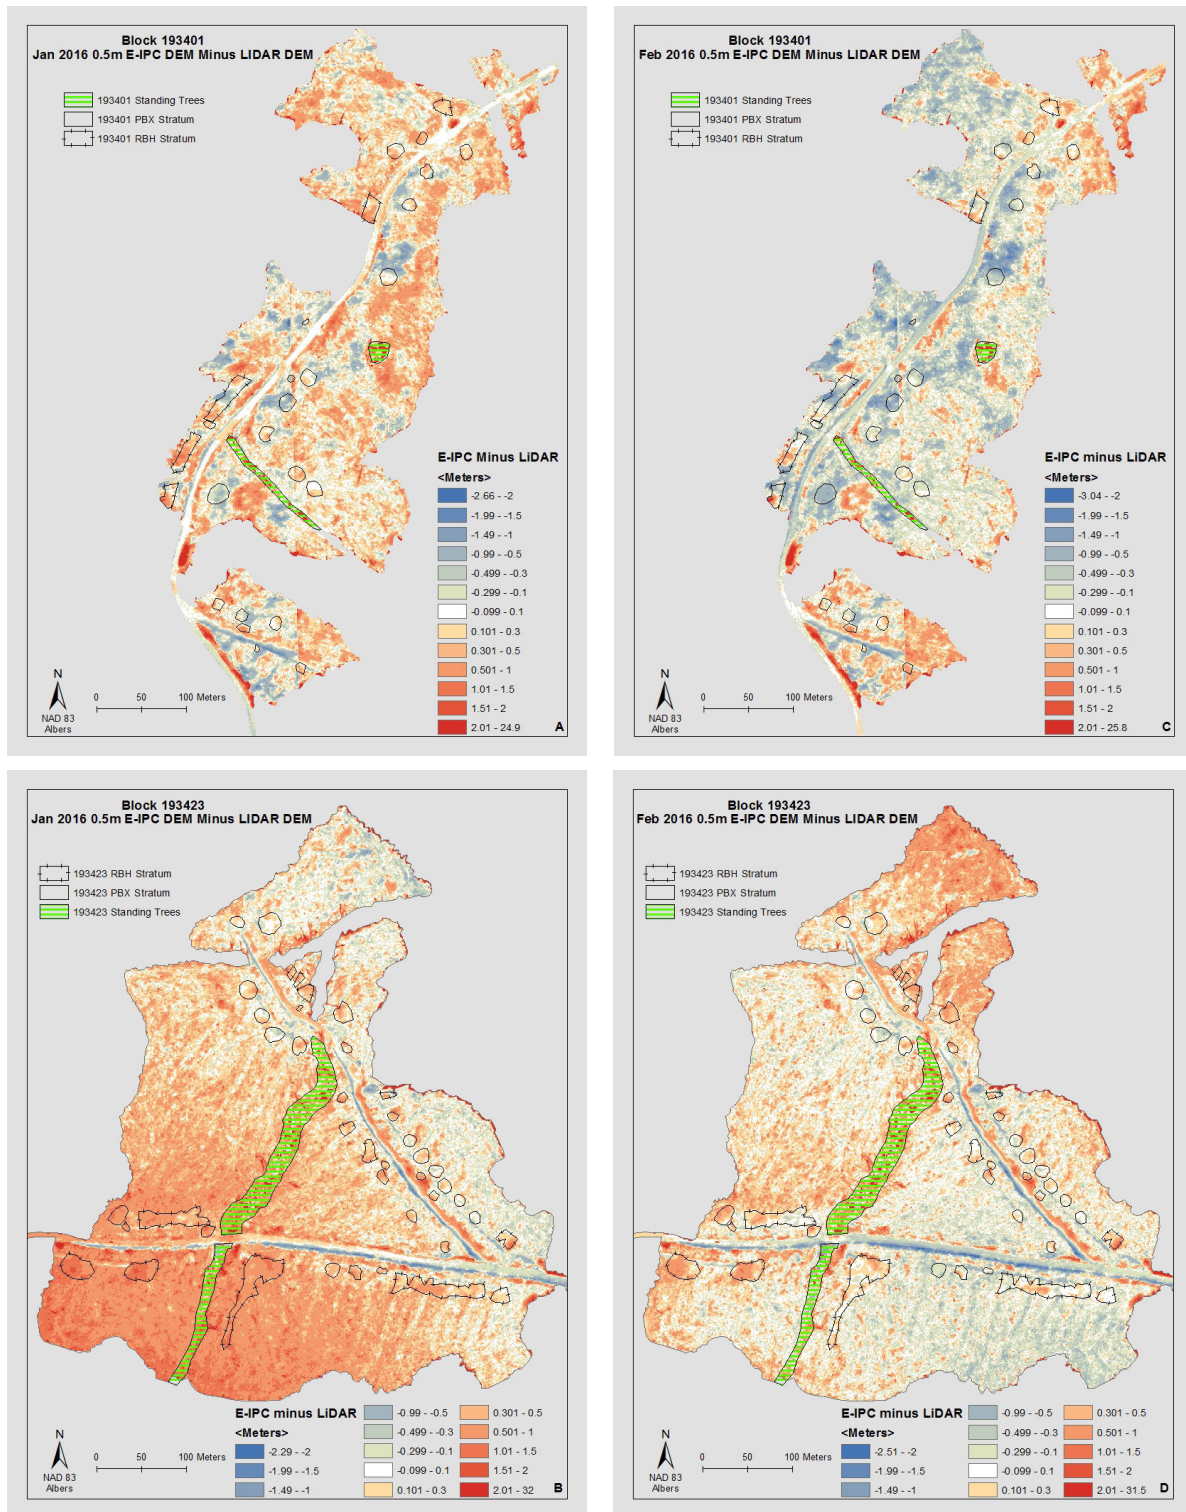 Block 193401
Jan 2016 0.5m E-IPC DEM Minus LIDAR DEM
193401 Standing Trees
193401 PBX Stratum
193401 RBH Stratum
E-IPC Minus LiDAR
<Meters>
-2.66 - -2
-1.99 - -1.5
-1.49 - -1
-0.99 - -0.5
-0.499 - -0.3
-0.299 - -0.1
-0.099 - 0.1
0.101 - 0.3
0.301 - 0.5
0.501 - 1
1.01 - 1.5
1.51 - 2
2.01 - 24.9
N
NAD 83
Albers
0 50 100 Meters
A
Block 193401
Feb 2016 0.5m E-IPC DEM Minus LIDAR DEM
193401 Standing Trees
193401 PBX Stratum
193401 RBH Stratum
E-IPC minus LiDAR
<Meters>
-3.04 - -2
-1.99 - -1.5
-1.49 - -1
-0.99 - -0.5
-0.499 - -0.3
-0.299 - -0.1
-0.099 - 0.1
0.101 - 0.3
0.301 - 0.5
0.501 - 1
1.01 - 1.5
1.51 - 2
2.01 - 25.8
N
NAD 83
Albers
0 50 100 Meters
C
Block 193423
Jan 2016 0.5m E-IPC DEM Minus LIDAR DEM
193423 RBH Stratum
193423 PBX Stratum
193423 Standing Trees
E-IPC minus LiDAR
<Meters>
-2.29 - -2
-1.99 - -1.5
-1.49 - -1
-0.99 - -0.5
-0.499 - -0.3
-0.299 - -0.1
-0.099 - 0.1
0.101 - 0.3
0.301 - 0.5
0.501 - 1
1.01 - 1.5
1.51 - 2
2.01 - 32
N
NAD 83
Albers
0 50 100 Meters
B
Block 193423
Feb 2016 0.5m E-IPC DEM Minus LIDAR DEM
193423 RBH Stratum
193423 PBX Stratum
193423 Standing Trees
E-IPC minus LiDAR
<Meters>
-2.51 - -2
-1.99 - -1.5
-1.49 - -1
-0.99 - -0.5
-0.499 - -0.3
-0.299 - -0.1
-0.099 - 0.1
0.101 - 0.3
0.301 - 0.5
0.501 - 1
1.01 - 1.5
1.51 - 2
2.01 - 31.5
N
NAD 83
Albers
0 50 100 Meters
D